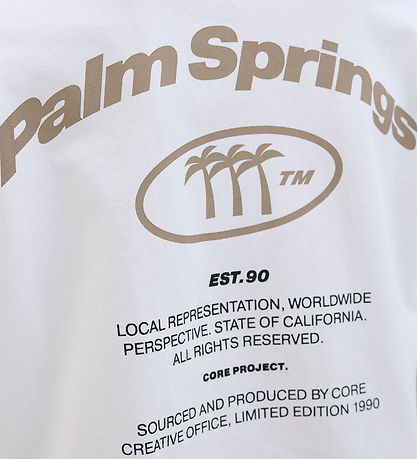 Palm Springs
TM
EST.90
LOCAL REPRESENTATION, WORLDWIDE
PERSPECTIVE. STATE OF CALIFORNIA.
ALL RIGHTS RESERVED.
CORE PROJECT.
SOURCED AND PRODUCED BY CORE
CREATIVE OFFICE, LIMITED EDITION 1990